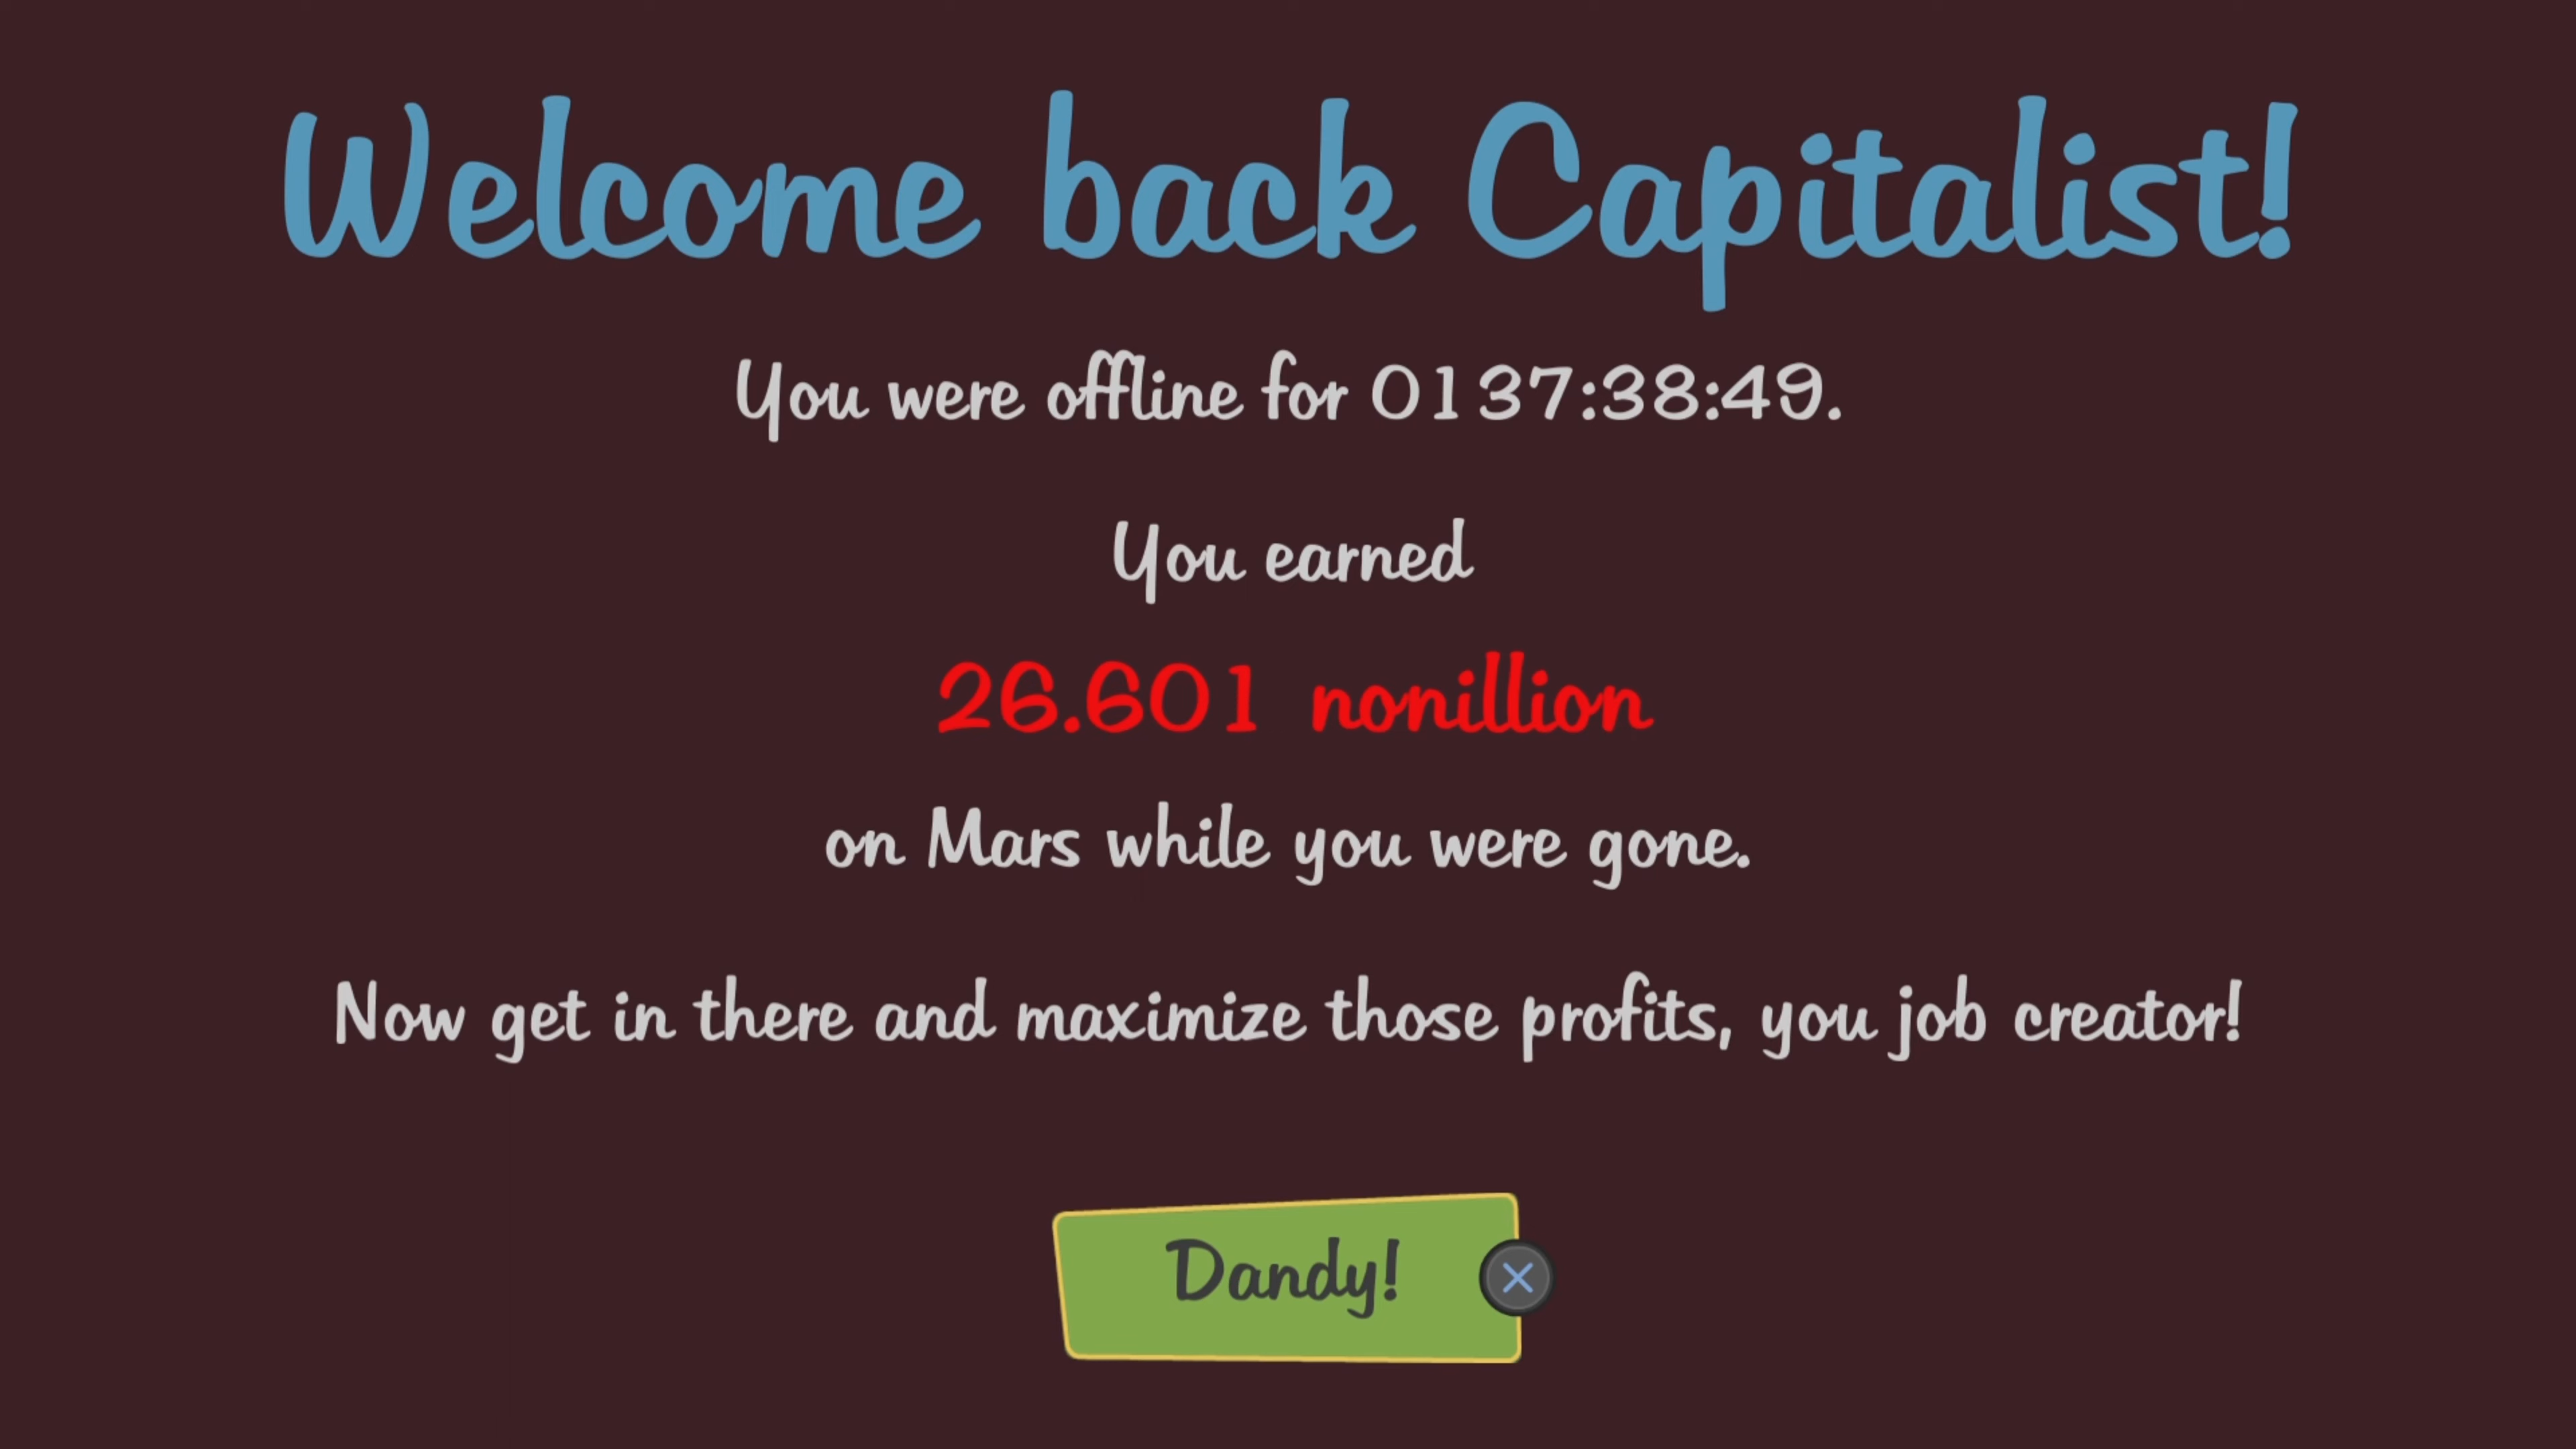 Welcome back Capitalist!
You were offline for 0137:38:49.
You earned
26.601 nonillion
on Mars while you were gone.
Now get in there and maximize those profits, you job creator!
Dandy!